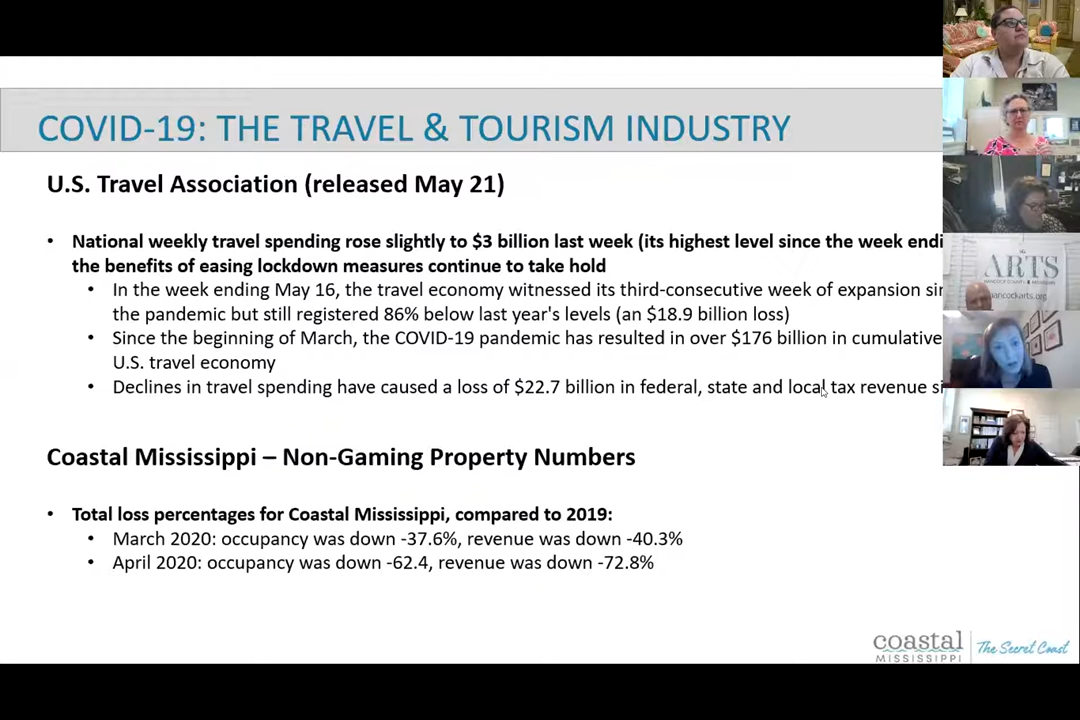 COVID-19: THE TRAVEL & TOURISM INDUSTRY
U.S. Travel Association (released May 21)
• National weekly travel spending rose slightly to $3 billion last week (its highest level since the week
the benefits of easing lockdown measures continue to take hold
• In the week ending May 16, the travel economy witnessed its third-consecutive week of expansion
the pandemic but still registered 86% below last year's levels (an $18.9 billion loss)
• Since the beginning of March, the COVID-19 pandemic has resulted in over $176 billion in cumulative
U.S. travel economy
• Declines in travel spending have caused a loss of $22.7 billion in federal, state and local tax revenue
Coastal Mississippi – Non-Gaming Property Numbers
• Total loss percentages for Coastal Mississippi, compared to 2019:
• March 2020: occupancy was down -37.6%, revenue was down -40.3%
• April 2020: occupancy was down -62.4, revenue was down -72.8%
ARTS
hancockarts.org
coastal
MISSISSIPPI
The Secret Coast